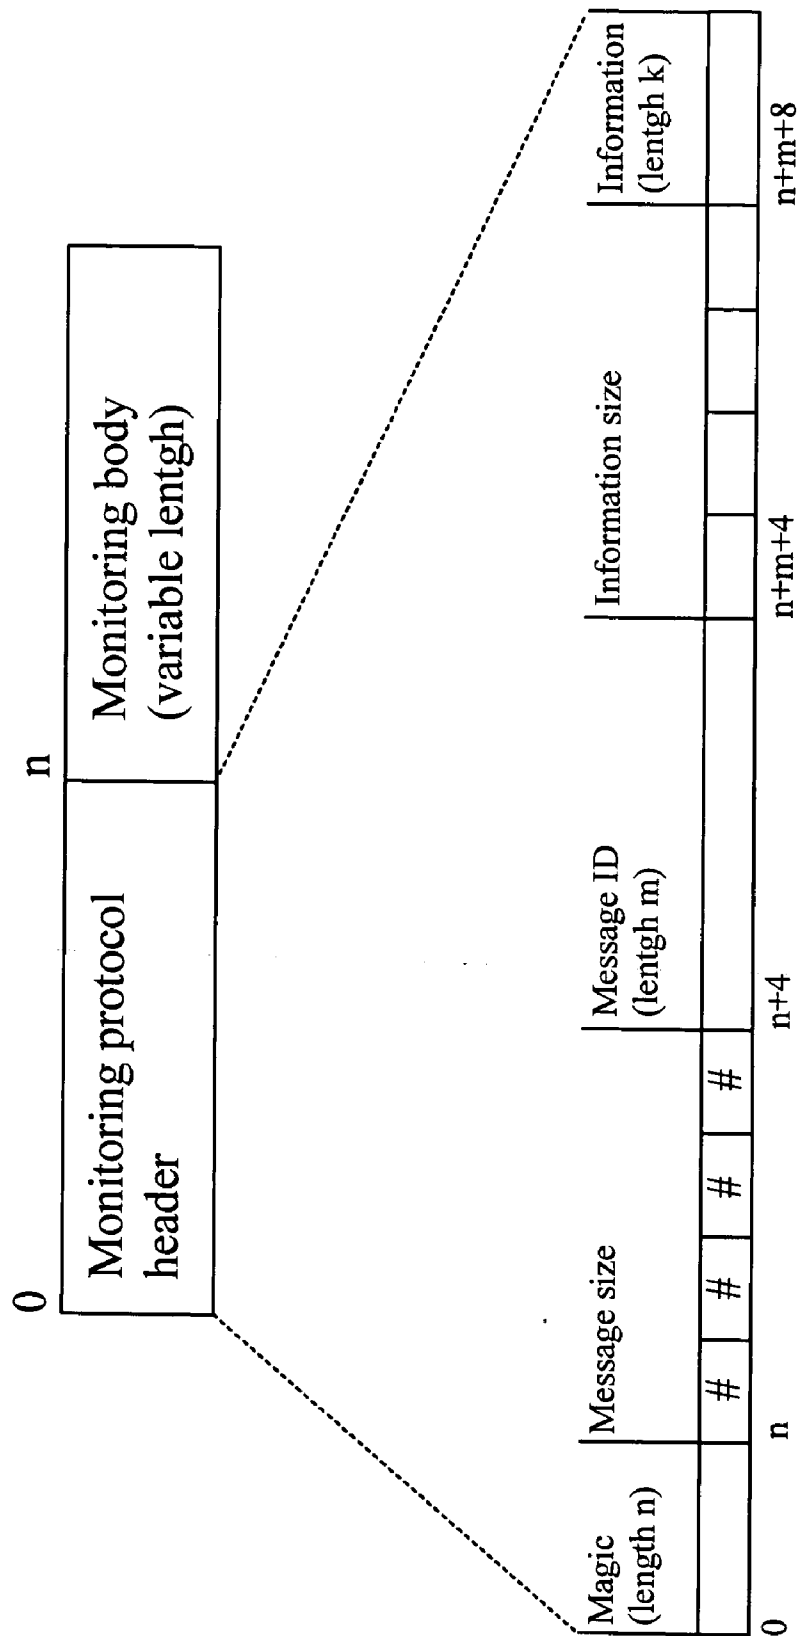 0
n
Monitoring protocol
header
Monitoring body
(variable lentgh)
Magic
(length n)
Message size
Message ID
(lentgh m)
Information size
Information
(lentgh k)
# # # #
0
n
n+4
n+m+4
n+m+8